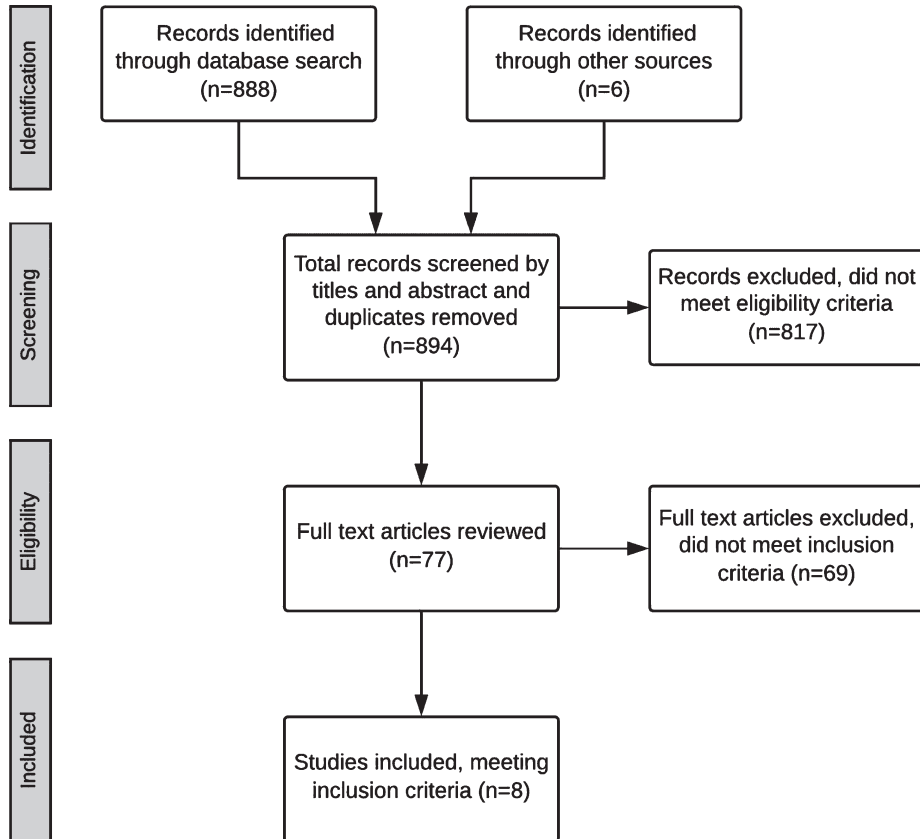 Identification
Records identified
through database search
(n=888)
Records identified
through other sources
(n=6)
Screening
Total records screened by
titles and abstract and
duplicates removed
(n=894)
Records excluded, did not
meet eligibility criteria
(n=817)
Eligibility
Full text articles reviewed
(n=77)
Full text articles excluded,
did not meet inclusion
criteria (n=69)
Included
Studies included, meeting
inclusion criteria (n=8)